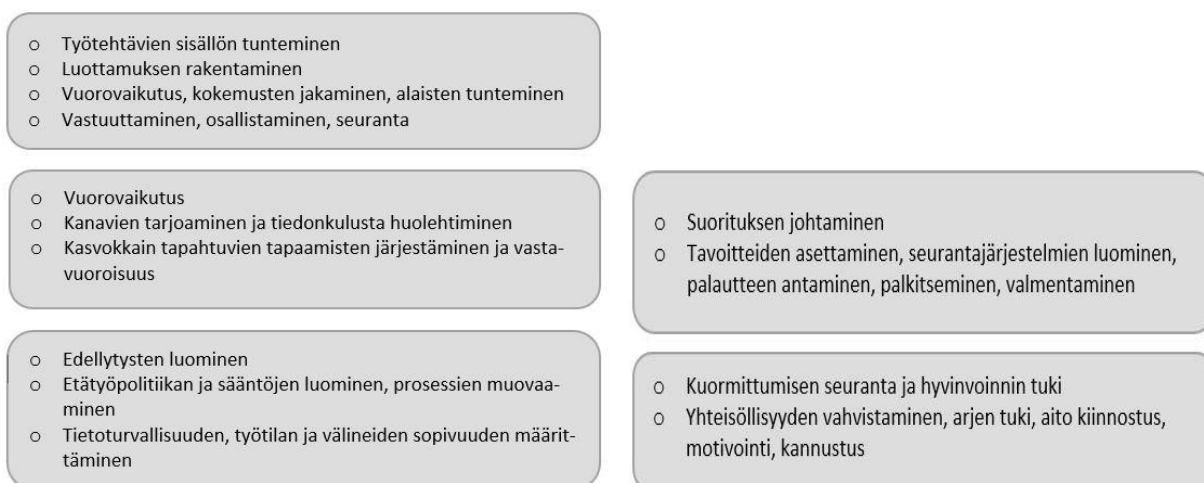 o Työtehtävien sisällön tunteminen
o Luottamuksen rakentaminen
o Vuorovaikutus, kokemusten jakaminen, alaisten tunteminen
o Vastuuttaminen, osallistaminen, seuranta
o Vuorovaikutus
o Kanavien tarjoaminen ja tiedonkulusta huolehtiminen
o Kasvokkain tapahtuvien tapaamisten järjestäminen ja vasta-
vuoroisuus
o Edellytysten luominen
o Etätyöpolitiikan ja sääntöjen luominen, prosessien muovaa-
minen
o Tietoturvallisuuden, työtilan ja välineiden sopivuuden määrit-
täminen
o Suorituksen johtaminen
o Tavoitteiden asettaminen, seurantajärjestelmien luominen,
palautteen antaminen, palkitseminen, valmentaminen
o Kuormittumisen seuranta ja hyvinvoinnin tuki
o Yhteisöllisyyden vahvistaminen, arjen tuki, aito kiinnostus,
motivointi, kannustus